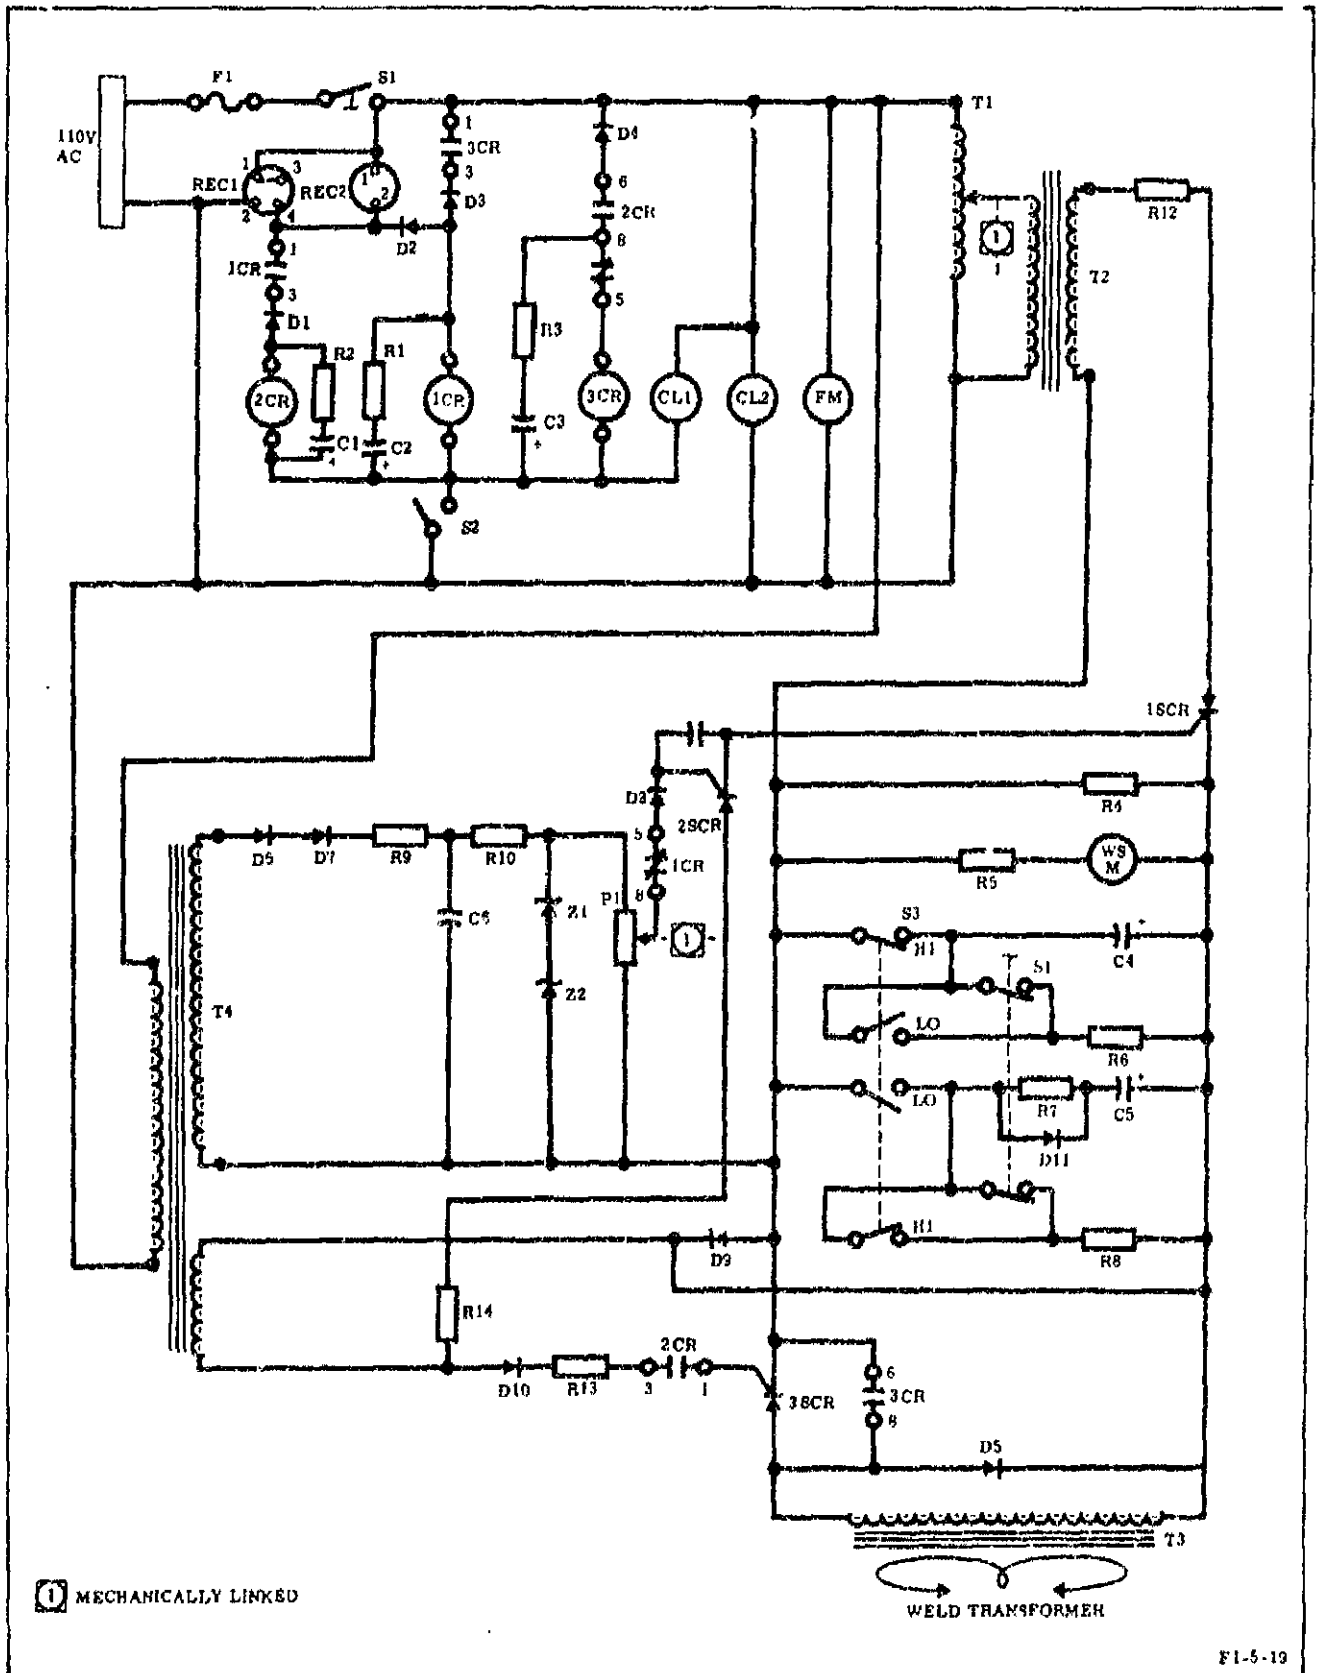 F1
S1
T1
110V
AC
1
3
REC1
REC2
2
4
1
2
1
3CR
3
D3
D2
D4
6
2CR
8
5
1
1CR
3
D1
R2
R1
R3
2CR
1CR
3CR
CL1
CL2
FM
C1
+
C2
+
C3
+
S2
1
R12
T2
1SCR
D3
2SCR
R4
5
1CR
8
P1
1
D6
D7
R9
R10
C6
Z1
Z2
R5
WS
M
S3
H1
C4
+
S1
LO
R6
LO
R7
C5
+
D11
H1
R8
T4
D9
R14
D10
R13
2CR
3
1
3SCR
6
3CR
8
D5
T3
WELD TRANSFORMER
1 MECHANICALLY LINKED
F1-5-19